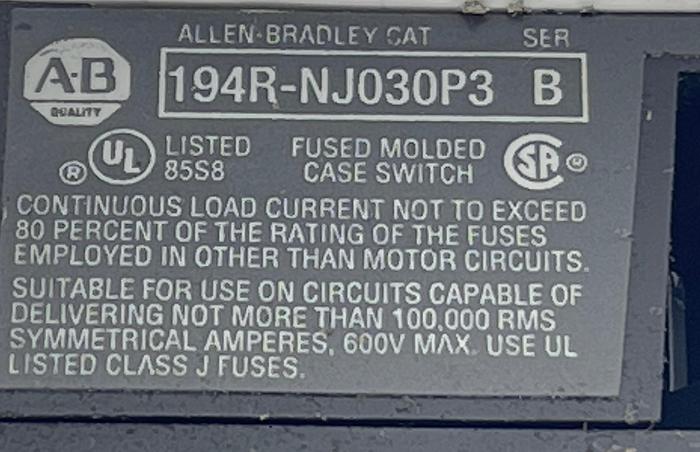 ALLEN-BRADLEY CAT SER
A·B
QUALITY
194R-NJ030P3 B
UL LISTED FUSED MOLDED SA ®
® 85S8 CASE SWITCH
CONTINUOUS LOAD CURRENT NOT TO EXCEED
80 PERCENT OF THE RATING OF THE FUSES
EMPLOYED IN OTHER THAN MOTOR CIRCUITS.
SUITABLE FOR USE ON CIRCUITS CAPABLE OF
DELIVERING NOT MORE THAN 100,000 RMS
SYMMETRICAL AMPERES, 600V MAX. USE UL
LISTED CLASS J FUSES.